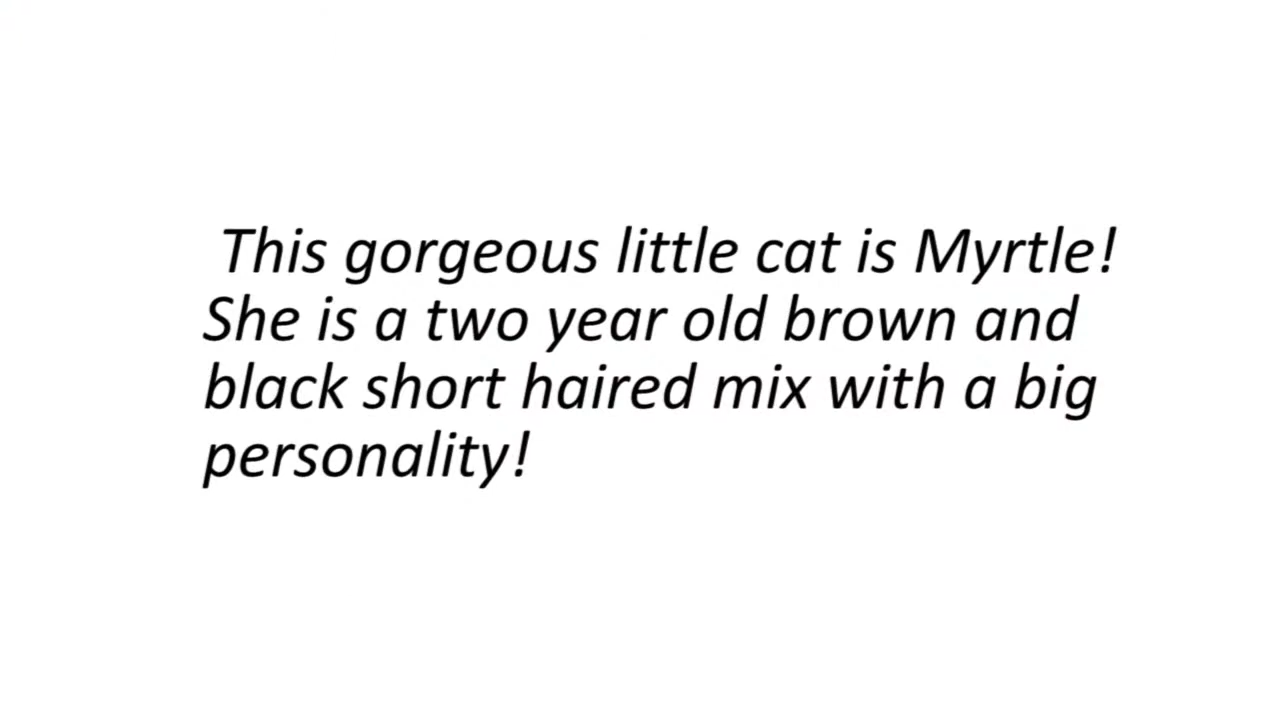 This gorgeous little cat is Myrtle!
She is a two year old brown and
black short haired mix with a big
personality!